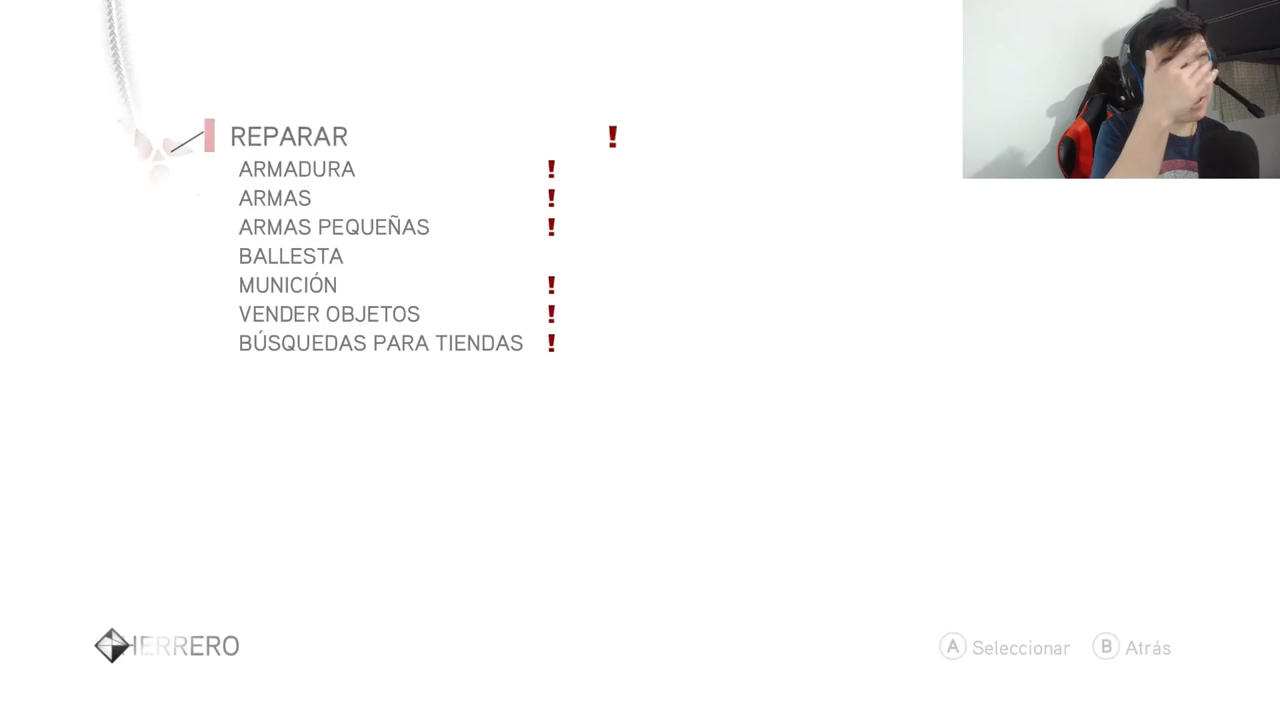 REPARAR !
ARMADURA !
ARMAS !
ARMAS PEQUEÑAS !
BALLESTA
MUNICIÓN !
VENDER OBJETOS !
BÚSQUEDAS PARA TIENDAS !
HERRERO
A Seleccionar B Atrás